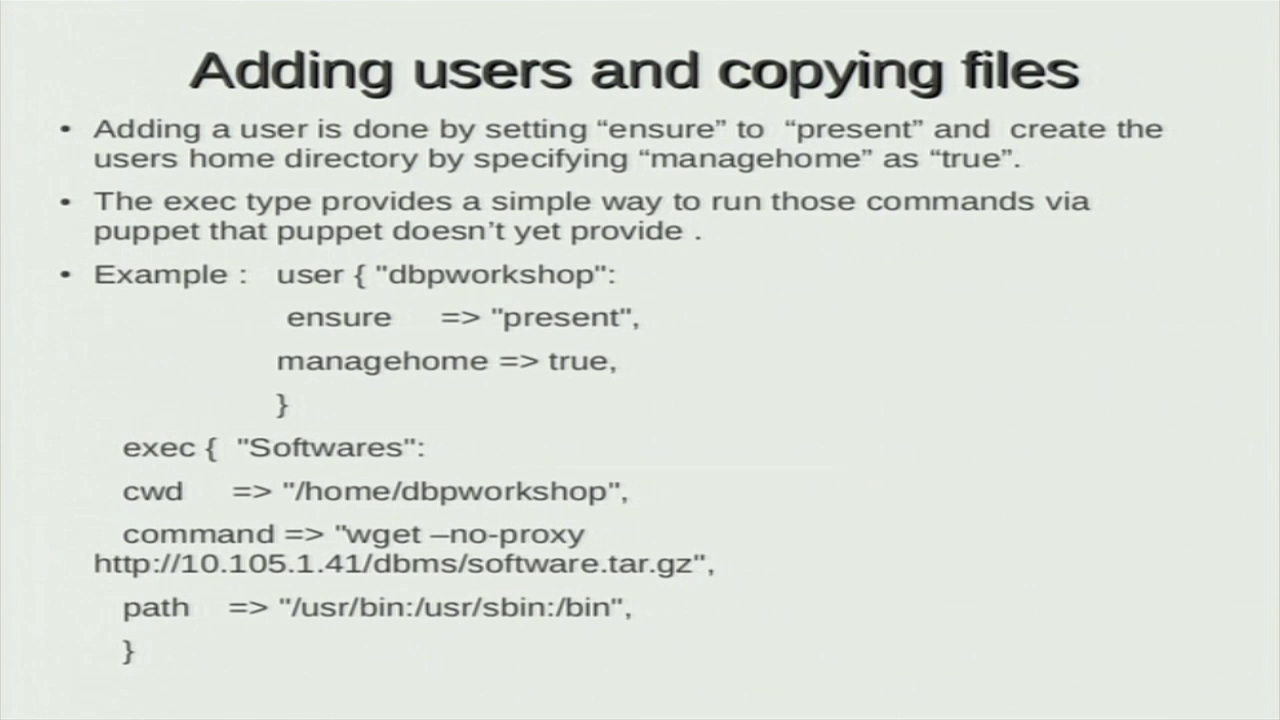 Adding users and copying files
• Adding a user is done by setting “ensure” to “present” and create the
users home directory by specifying “managehome” as “true”.
• The exec type provides a simple way to run those commands via
puppet that puppet doesn’t yet provide .
• Example : user { "dbpworkshop":
ensure => "present",
managehome => true,
}
exec { "Softwares":
cwd => "/home/dbpworkshop",
command => "wget –no-proxy
http://10.105.1.41/dbms/software.tar.gz",
path => "/usr/bin:/usr/sbin:/bin",
}